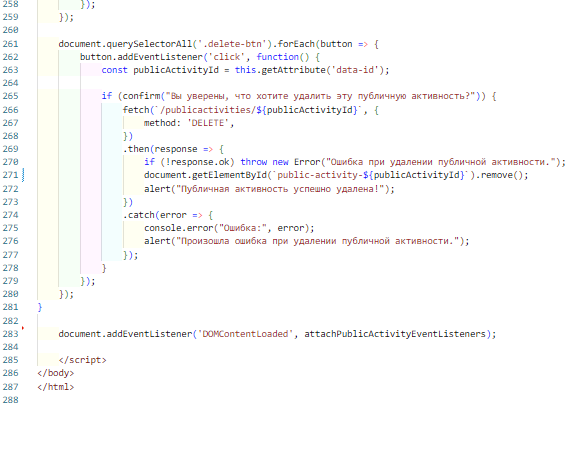 258 });
259 });
260
261 document.querySelectorAll('.delete-btn').forEach(button => {
262 button.addEventListener('click', function() {
263 const publicActivityId = this.getAttribute('data-id');
264
265 if (confirm("Вы уверены, что хотите удалить эту публичную активность?")) {
266 fetch(`/publicactivities/${publicActivityId}`, {
267 method: 'DELETE',
268 })
269 .then(response => {
270 if (!response.ok) throw new Error("Ошибка при удалении публичной активности.");
271 document.getElementById(`public-activity-${publicActivityId}`).remove();
272 alert("Публичная активность успешно удалена!");
273 })
274 .catch(error => {
275 console.error("Ошибка:", error);
276 alert("Произошла ошибка при удалении публичной активности.");
277 });
278 }
279 });
280 });
281 }
282
283 document.addEventListener('DOMContentLoaded', attachPublicActivityEventListeners);
284
285 </script>
286 </body>
287 </html>
288